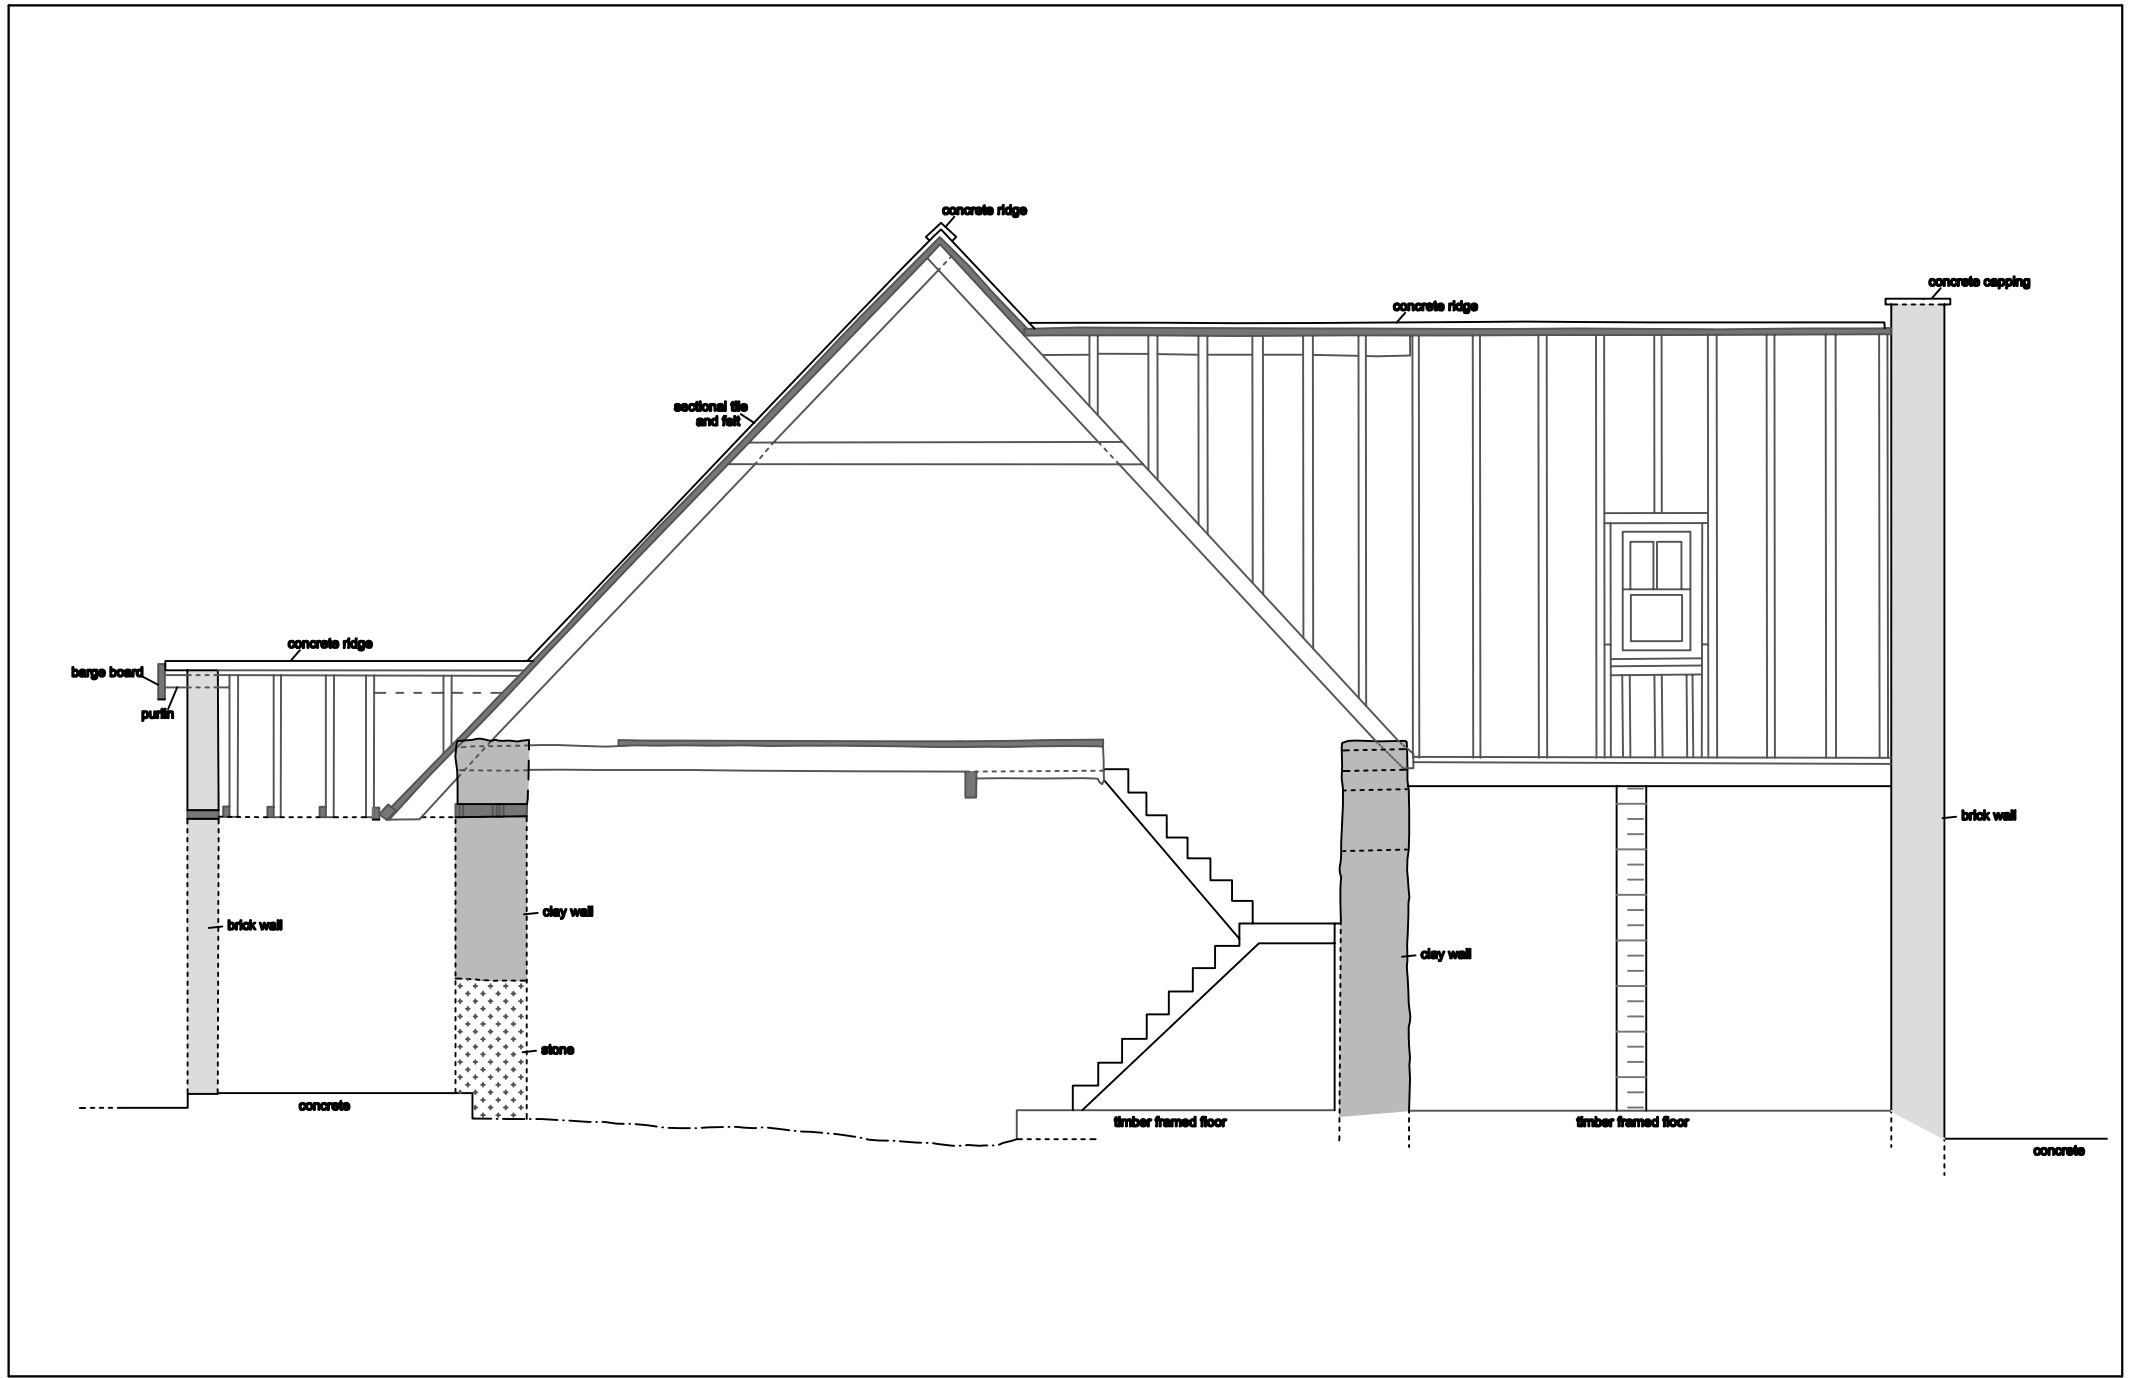 concrete ridge
concrete capping
concrete ridge
sectional tile
and felt
concrete ridge
barge board
purlin
brick wall
clay wall
brick wall
clay wall
stone
concrete
timber framed floor
timber framed floor
concrete